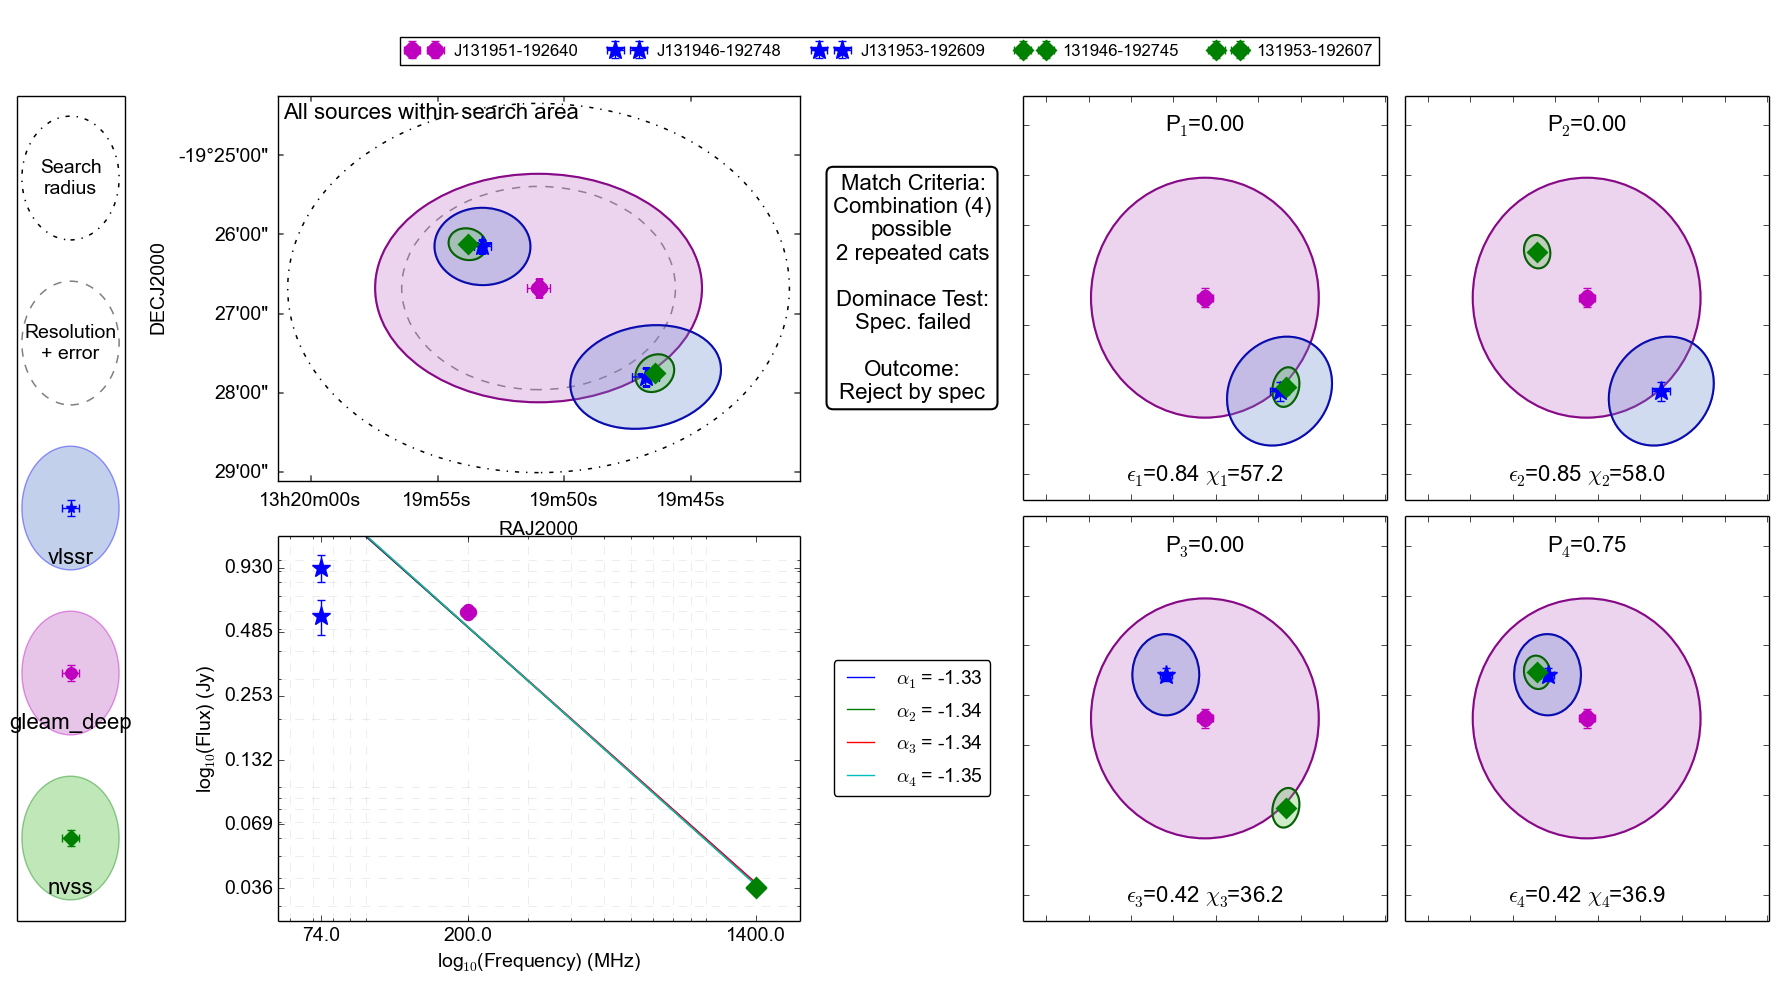 J131951-192640 J131946-192748 J131953-192609 131946-192745 131953-192607
Search
radius
Resolution
+ error
vlssr
gleam_deep
nvss
All sources within search area
DECJ2000
-19°25'00"
26'00"
27'00"
28'00"
29'00"
13h20m00s 19m55s 19m50s 19m45s
RAJ2000
Match Criteria:
Combination (4)
possible
2 repeated cats
Dominace Test:
Spec. failed
Outcome:
Reject by spec
log₁₀(Flux) (Jy)
0.930
0.485
0.253
0.132
0.069
0.036
74.0 200.0 1400.0
log₁₀(Frequency) (MHz)
α₁ = -1.33
α₂ = -1.34
α₃ = -1.34
α₄ = -1.35
P₁=0.00
ϵ₁=0.84 χ₁=57.2
P₂=0.00
ϵ₂=0.85 χ₂=58.0
P₃=0.00
ϵ₃=0.42 χ₃=36.2
P₄=0.75
ϵ₄=0.42 χ₄=36.9